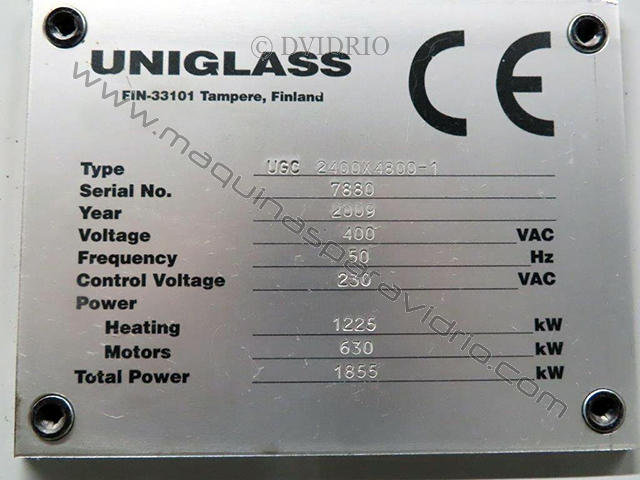 © DVIDRIO
UNIGLASS
FIN-33101 Tampere, Finland
CE
Type UGC 2400X4800-1
Serial No. 7880
Year 2009
Voltage 400 VAC
Frequency 50 Hz
Control Voltage 230 VAC
Power
Heating 1225 kW
Motors 630 kW
Total Power 1855 kW
www.maquinasparavidrio.com